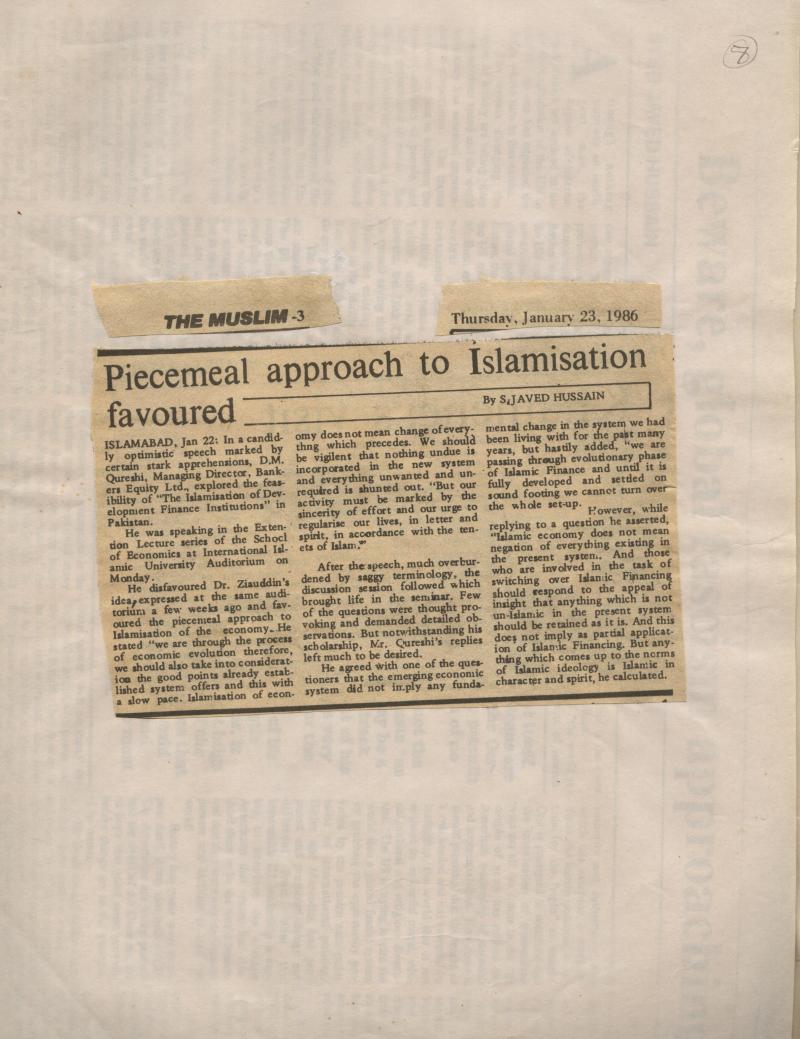 7
THE MUSLIM -3
Thursday, January 23, 1986
Piecemeal approach to Islamisation
favoured
By S. JAVED HUSSAIN
ISLAMABAD, Jan 22: In a candid-
ly optimistic speech marked by
certain stark apprehensions, D.M.
Qureshi, Managing Director, Bank-
ers Equity Ltd., explored the feas-
ibility of "The Islamisation of Dev-
elopment Finance Institutions" in
Pakistan.
He was speaking in the Exten-
tion Lecture series of the School
of Economics at International Isl-
amic University Auditorium on
Monday.
He disfavoured Dr. Ziauddin's
idea, expressed at the same audi-
torium a few weeks ago and fav-
oured the piecemeal approach to
Islamisation of the economy. He
stated "we are through the process
of economic evolution therefore,
we should also take into considerat-
ion the good points already estab-
lished system offers and this with
a slow pace. Islamisation of econ-
omy does not mean change of every-
thng which precedes. We should
be vigilent that nothing undue is
incorporated in the new system
and everything unwanted and un-
required is shunted out. "But our
activity must be marked by the
sincerity of effort and our urge to
regularise our lives, in letter and
spirit, in accordance with the ten-
ets of Islam."
After the speech, much overbur-
dened by saggy terminology, the
discussion session followed which
brought life in the seminar. Few
of the questions were thought pro-
voking and demanded detailed ob-
servations. But notwithstanding his
scholarship, Mr. Qureshi's replies
left much to be desired.
He agreed with one of the ques-
tioners that the emerging economic
system did not imply any funda-
mental change in the system we had
been living with for the past many
years, but hastily added, "we are
passing through evolutionary phase
of Islamic Finance and until it is
fully developed and settled on
sound footing we cannot turn over
the whole set-up.
However, while
replying to a question he asserted,
"Islamic economy does not mean
negation of everything existing in
the present system. And those
who are involved in the task of
switching over Islamic Financing
should respond to the appeal of
insight that anything which is not
un-Islamic in the present system
should be retained as it is. And this
does not imply as partial applicat-
ion of Islamic Financing. But any-
thing which comes up to the norms
of Islamic ideology is Islamic in
character and spirit, he calculated.